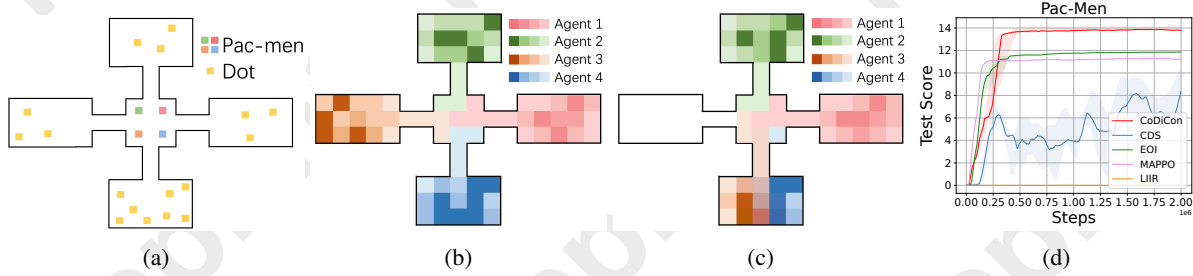 Pac-men
Dot
(a)
Agent 1
Agent 2
Agent 3
Agent 4
(b)
Agent 1
Agent 2
Agent 3
Agent 4
(c)
Pac-Men
Test Score
14
12
10
8
6
4
2
0
CoDiCon
CDS
EOI
MAPPO
LIIR
0.00 0.25 0.50 0.75 1.00 1.25 1.50 1.75 2.00
1e6
Steps
(d)